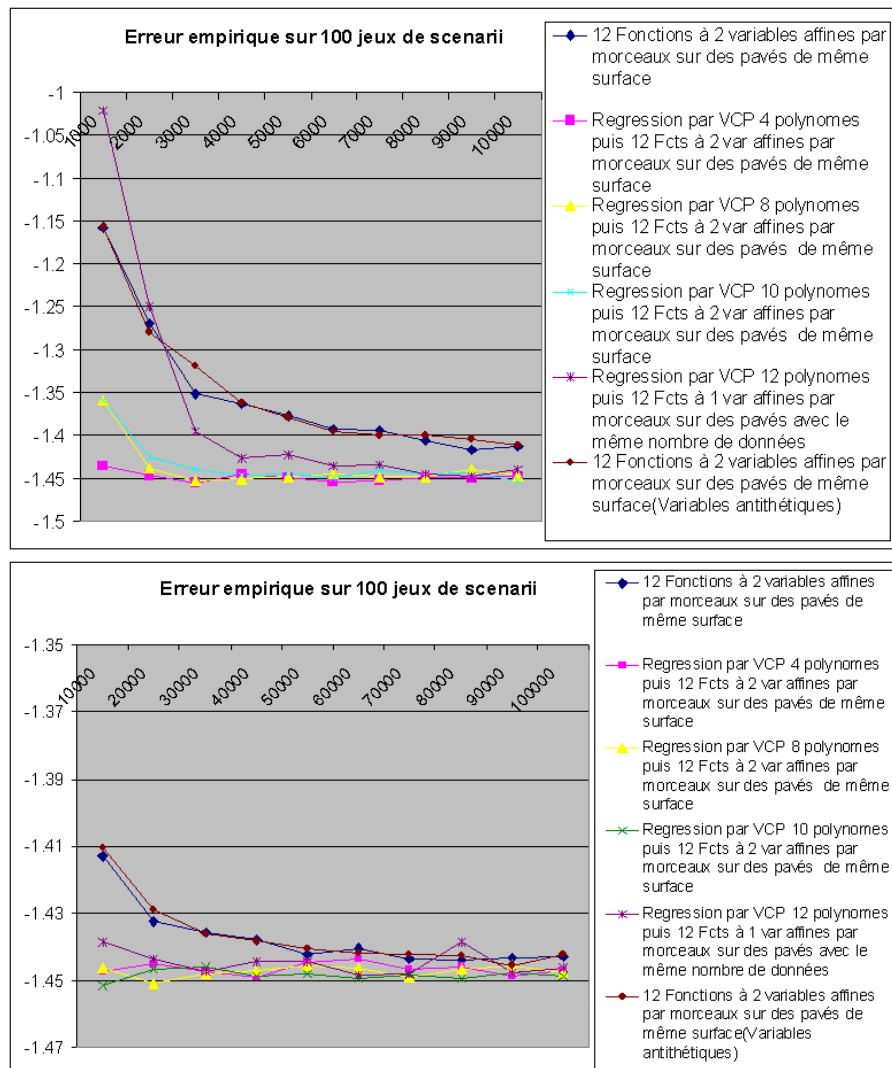 Erreur empirique sur 100 jeux de scenarii
-1
-1.05
-1.1
-1.15
-1.2
-1.25
-1.3
-1.35
-1.4
-1.45
-1.5
1000
2000
3000
4000
5000
6000
7000
8000
9000
10000
12 Fonctions à 2 variables affines par
morceaux sur des pavés de même
surface
Regression par VCP 4 polynomes
puis 12 Fcts à 2 var affines par
morceaux sur des pavés de même
surface
Regression par VCP 8 polynomes
puis 12 Fcts à 2 var affines par
morceaux sur des pavés de même
surface
Regression par VCP 10 polynomes
puis 12 Fcts à 2 var affines par
morceaux sur des pavés de même
surface
Regression par VCP 12 polynomes
puis 12 Fcts à 1 var affines par
morceaux sur des pavés avec le
même nombre de données
12 Fonctions à 2 variables affines par
morceaux sur des pavés de même
surface(Variables antithétiques)
Erreur empirique sur 100 jeux de scenarii
-1.35
-1.37
-1.39
-1.41
-1.43
-1.45
-1.47
10000
20000
30000
40000
50000
60000
70000
80000
90000
100000
12 Fonctions à 2 variables affines
par morceaux sur des pavés de
même surface
Regression par VCP 4 polynomes
puis 12 Fcts à 2 var affines par
morceaux sur des pavés de même
surface
Regression par VCP 8 polynomes
puis 12 Fcts à 2 var affines par
morceaux sur des pavés de même
surface
Regression par VCP 10 polynomes
puis 12 Fcts à 2 var affines par
morceaux sur des pavés de même
surface
Regression par VCP 12 polynomes
puis 12 Fcts à 1 var affines par
morceaux sur des pavés avec le
même nombre de données
12 Fonctions à 2 variables affines
par morceaux sur des pavés de
même surface(Variables
antithétiques)